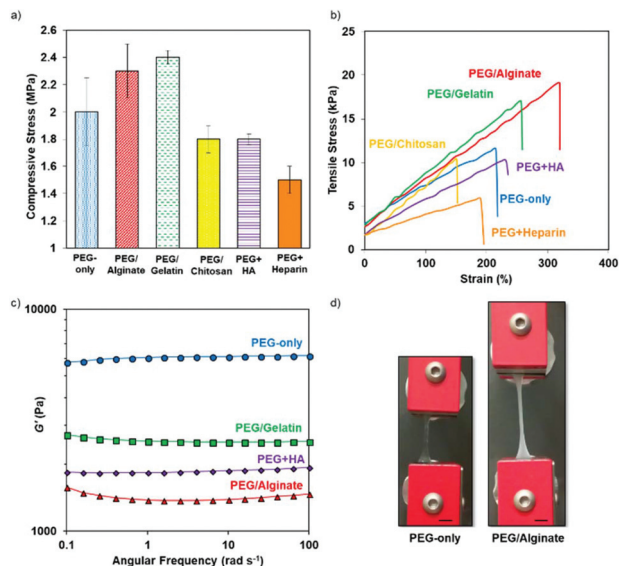 a)
Compressive Stress (MPa)
2.6
2.4
2.2
2
1.8
1.6
1.4
1.2
1
PEG-
only
PEG/
Alginate
PEG/
Gelatin
PEG/
Chitosan
PEG+
HA
PEG+
Heparin
b)
Tensile Stress (kPa)
25
20
15
10
5
0
PEG/Alginate
PEG/Gelatin
PEG/Chitosan
PEG+HA
PEG-only
PEG+Heparin
0
100
200
300
400
Strain (%)
c)
G' (Pa)
10000
1000
PEG-only
PEG/Gelatin
PEG+HA
PEG/Alginate
0.1
1
10
100
Angular Frequency (rad s⁻¹)
d)
PEG-only
PEG/Alginate